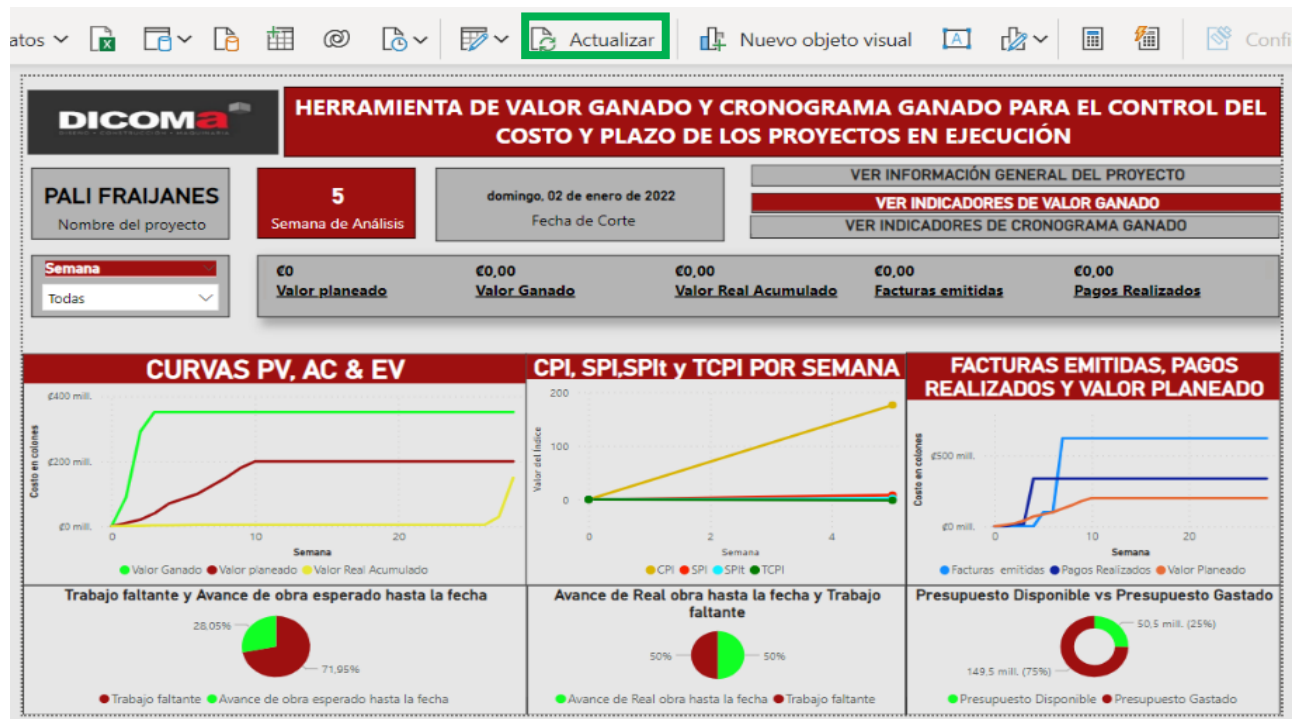 atos
Actualizar
Nuevo objeto visual
Confi
DICOMa
HERRAMIENTA DE VALOR GANADO Y CRONOGRAMA GANADO PARA EL CONTROL DEL
COSTO Y PLAZO DE LOS PROYECTOS EN EJECUCIÓN
PALI FRAIJANES
Nombre del proyecto
5
Semana de Análisis
domingo, 02 de enero de 2022
Fecha de Corte
VER INFORMACIÓN GENERAL DEL PROYECTO
VER INDICADORES DE VALOR GANADO
VER INDICADORES DE CRONOGRAMA GANADO
Semana
Todas
₡0
Valor planeado
₡0,00
Valor Ganado
₡0,00
Valor Real Acumulado
₡0,00
Facturas emitidas
₡0,00
Pagos Realizados
CURVAS PV, AC & EV
₡400 mill.
₡200 mill.
₡0 mill.
Costo en colones
0 10 20
Semana
Valor Ganado Valor planeado Valor Real Acumulado
CPI, SPI,SPIt y TCPI POR SEMANA
200
100
0
Valor del Índice
0 2 4
Semana
CPI SPI SPIt TCPI
FACTURAS EMITIDAS, PAGOS
REALIZADOS Y VALOR PLANEADO
₡500 mill.
₡0 mill.
Costo en colones
0 10 20
Semana
Facturas emitidas Pagos Realizados Valor Planeado
Trabajo faltante y Avance de obra esperado hasta la fecha
28,05%
71,95%
Trabajo faltante Avance de obra esperado hasta la fecha
Avance de Real obra hasta la fecha y Trabajo
faltante
50% 50%
Avance de Real obra hasta la fecha Trabajo faltante
Presupuesto Disponible vs Presupuesto Gastado
50,5 mill. (25%)
149,5 mill. (75%)
Presupuesto Disponible Presupuesto Gastado